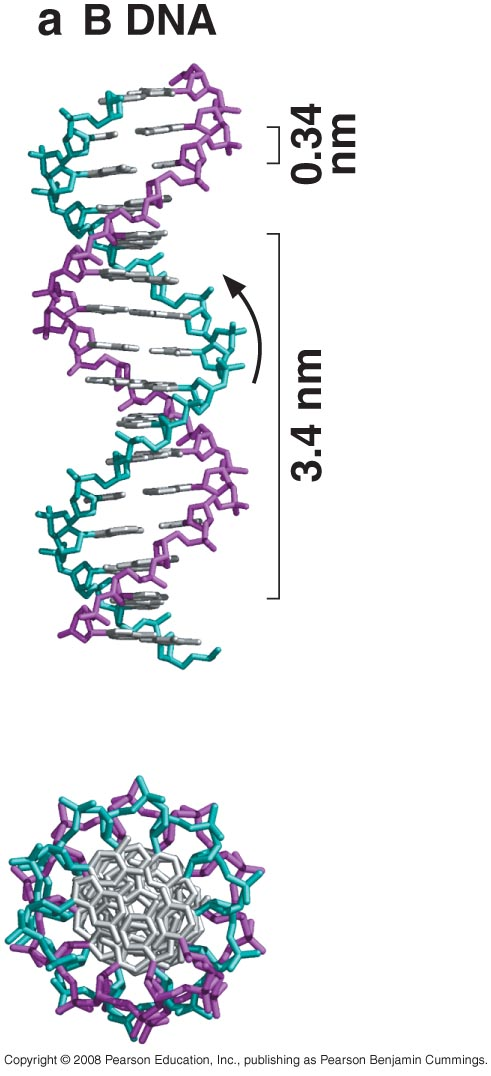 a B DNA
0.34
nm
3.4 nm
Copyright © 2008 Pearson Education, Inc., publishing as Pearson Benjamin Cummings.